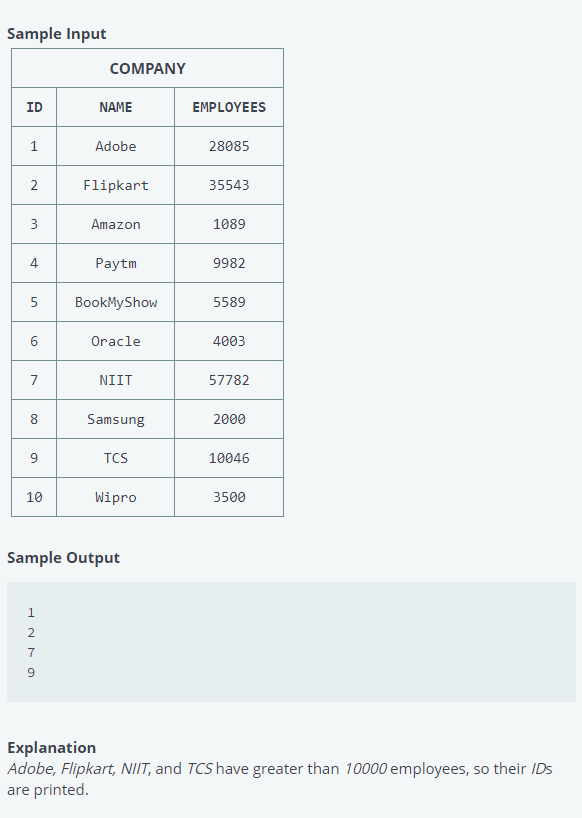 Sample Input
COMPANY
ID NAME EMPLOYEES
1 Adobe 28085
2 Flipkart 35543
3 Amazon 1089
4 Paytm 9982
5 BookMyShow 5589
6 Oracle 4003
7 NIIT 57782
8 Samsung 2000
9 TCS 10046
10 Wipro 3500
Sample Output
1
2
7
9
Explanation
Adobe, Flipkart, NIIT, and TCS have greater than 10000 employees, so their IDs
are printed.